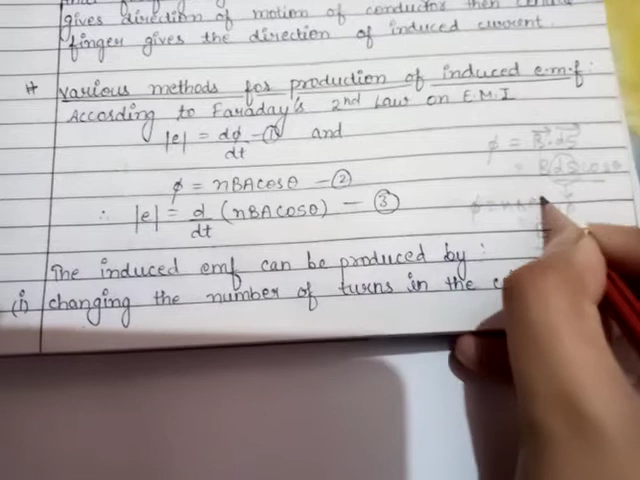 gives direction of motion of conductor then
finger gives the direction of induced current.
* Various methods for production of induced e.m.f:
According to Faraday's 2nd Law on E.M.I
|e| = dφ/dt - ① and
φ = nBAcosθ - ②
∴ |e| = d/dt (nBAcosθ) - ③
The induced emf can be produced by:
(i) changing the number of turns in the
φ = B.ds
= Bdscosθ